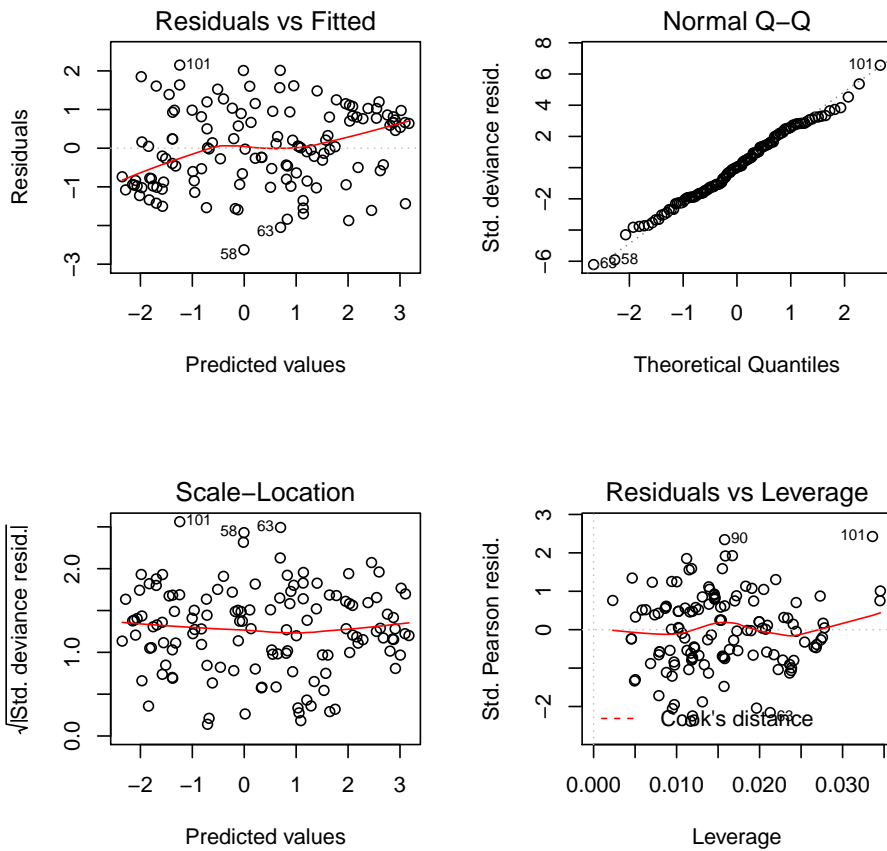 Residuals vs Fitted
Residuals
−3 −1 0 1 2
101
63
58
−2 −1 0 1 2 3
Predicted values
Normal Q−Q
Std. deviance resid.
−6 −2 2 4 6 8
101
58
63
−2 −1 0 1 2
Theoretical Quantiles
Scale−Location
√|Std. deviance resid.|
0.0 1.0 2.0
101
58
63
−2 −1 0 1 2 3
Predicted values
Residuals vs Leverage
Std. Pearson resid.
−2 0 1 2 3
90
101
63
Cook's distance
0.000 0.010 0.020 0.030
Leverage